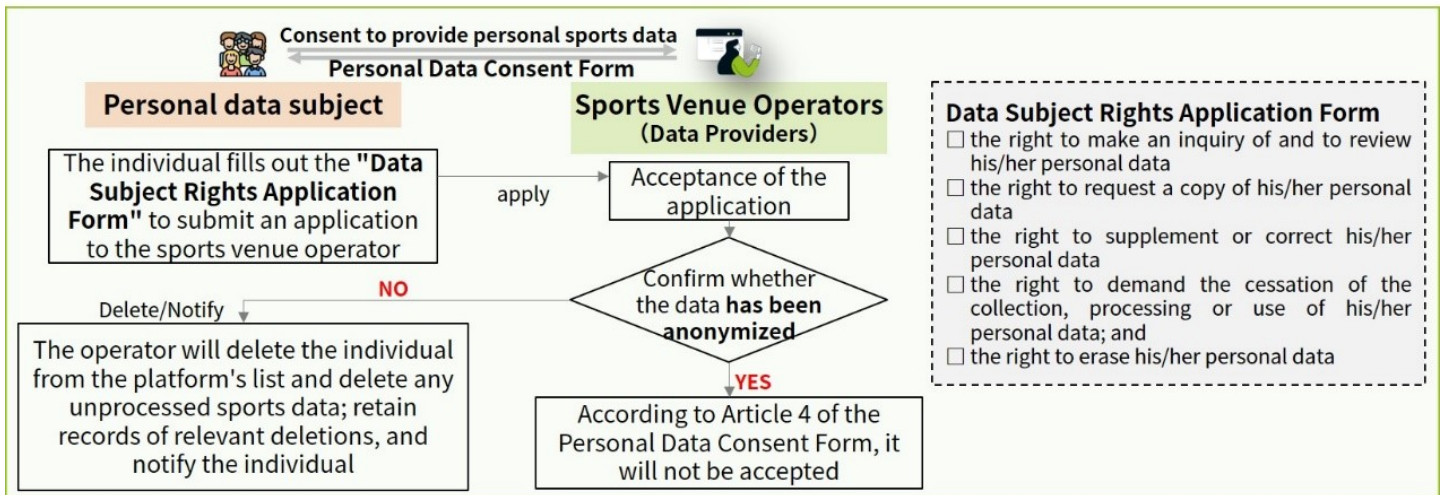 Consent to provide personal sports data
Personal Data Consent Form
Personal data subject
Sports Venue Operators
(Data Providers)
The individual fills out the "Data
Subject Rights Application
Form" to submit an application
to the sports venue operator
apply
Acceptance of the
application
Confirm whether
the data has been
anonymized
NO
Delete/Notify
The operator will delete the individual
from the platform's list and delete any
unprocessed sports data; retain
records of relevant deletions, and
notify the individual
YES
According to Article 4 of the
Personal Data Consent Form, it
will not be accepted
Data Subject Rights Application Form
☐ the right to make an inquiry of and to review
his/her personal data
☐ the right to request a copy of his/her personal
data
☐ the right to supplement or correct his/her
personal data
☐ the right to demand the cessation of the
collection, processing or use of his/her
personal data; and
☐ the right to erase his/her personal data